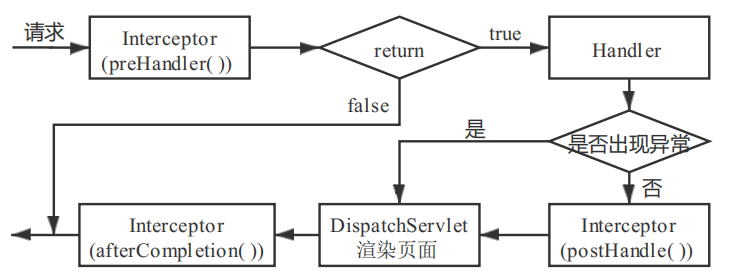 请求
Interceptor
(preHandler( ))
return
true
Handler
false
是
是否出现异常
否
Interceptor
(afterCompletion( ))
DispatchServlet
渲染页面
Interceptor
(postHandle( ))